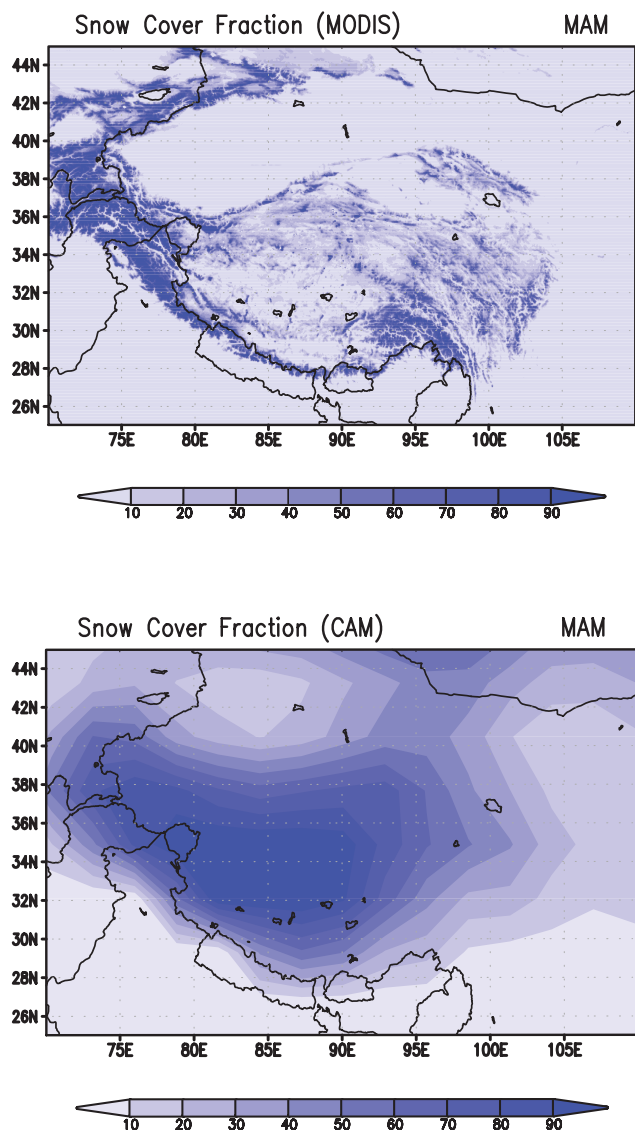 Snow Cover Fraction (MODIS) MAM
44N
42N
40N
38N
36N
34N
32N
30N
28N
26N
75E 80E 85E 90E 95E 100E 105E
10 20 30 40 50 60 70 80 90
Snow Cover Fraction (CAM) MAM
44N
42N
40N
38N
36N
34N
32N
30N
28N
26N
75E 80E 85E 90E 95E 100E 105E
10 20 30 40 50 60 70 80 90